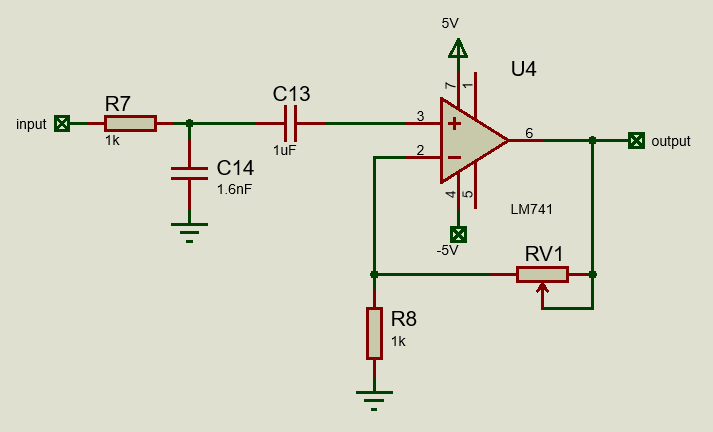 5V
U4
7
1
R7
C13
input
1k
1uF
3
2
6
output
C14
1.6nF
4
5
LM741
-5V
RV1
R8
1k